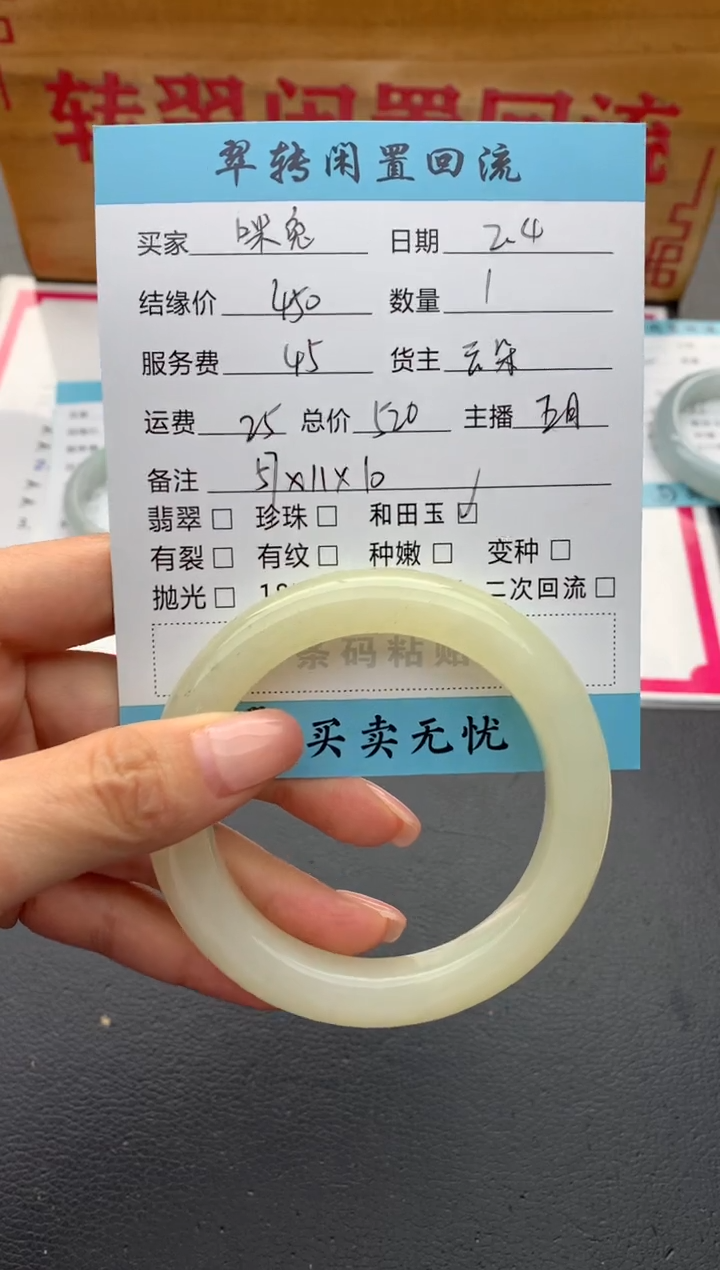 转翠闲置回流
翠转闲置回流
买家 咪兔 日期 2.4
结缘价 450 数量 1
服务费 45 货主 云朵
运费 25 总价 520 主播 五月
备注 57x11x10
翡翠 □ 珍珠 □ 和田玉 ☑
有裂 □ 有纹 □ 种嫩 □ 变种 □
抛光 □ 二次回流 □
条码粘贴
买卖无忧